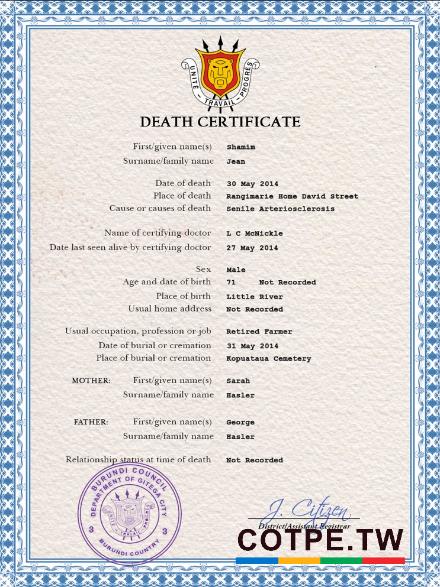 UNITE TRAVAIL PROGRES
DEATH CERTIFICATE
First/given name(s) Shamim
Surname/family name Jean
Date of death 30 May 2014
Place of death Rangimarie Home David Street
Cause or causes of death Senile Arteriosclerosis
Name of certifying doctor L C McNickle
Date last seen alive by certifying doctor 27 May 2014
Sex Male
Age and date of birth 71 Not Recorded
Place of birth Little River
Usual home address Not Recorded
Usual occupation, profession or job Retired Farmer
Date of burial or cremation 31 May 2014
Place of burial or cremation Kopuataua Cemetery
MOTHER: First/given name(s) Sarah
Surname/family name Hasler
FATHER: First/given name(s) George
Surname/family name Hasler
Relationship status at time of death Not Recorded
BURUNDI COUNCIL
DEPARTMENT OF GITEGA CITY
BURUNDI COUNTRY
J. Citizen
District/Assistant Registrar
COTPE.TW